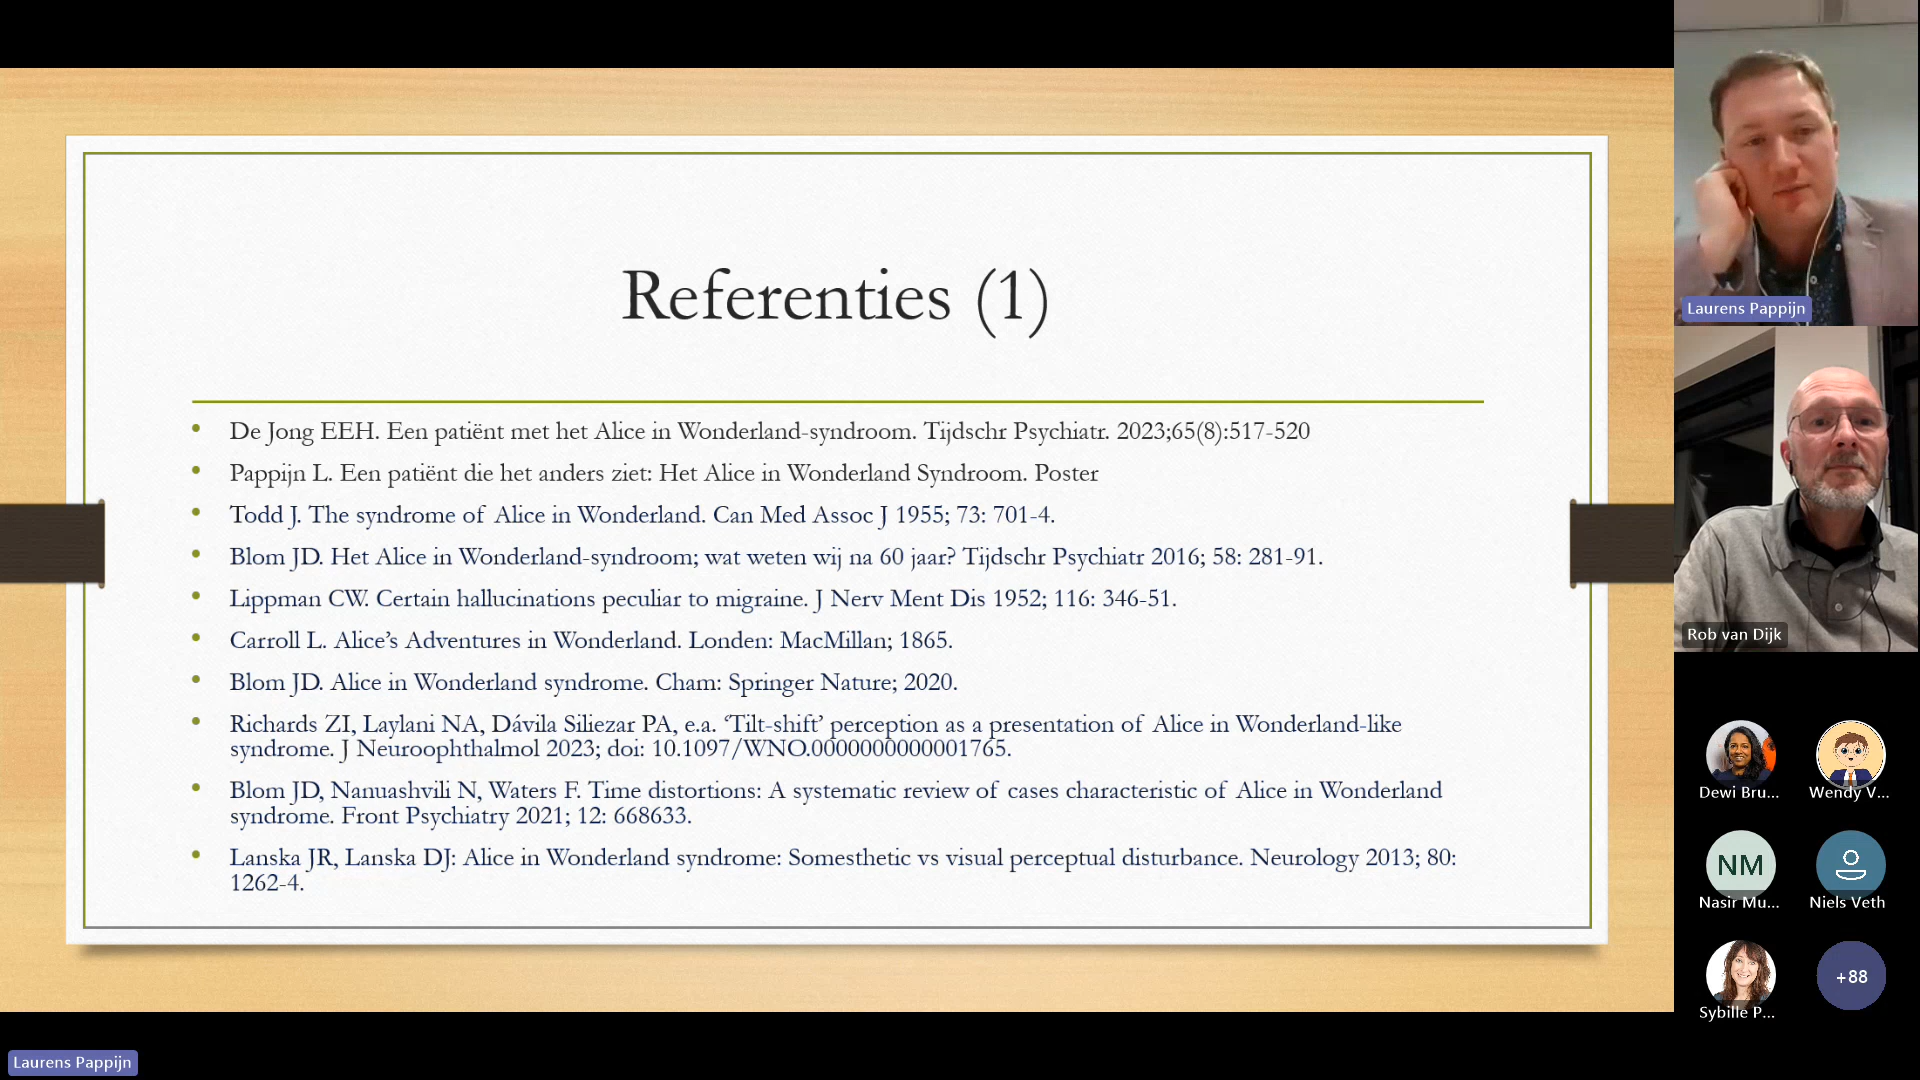 Referenties (1)
• De Jong EEH. Een patiënt met het Alice in Wonderland-syndroom. Tijdschr Psychiatr. 2023;65(8):517-520
• Pappijn L. Een patiënt die het anders ziet: Het Alice in Wonderland Syndroom. Poster
• Todd J. The syndrome of Alice in Wonderland. Can Med Assoc J 1955; 73: 701-4.
• Blom JD. Het Alice in Wonderland-syndroom; wat weten wij na 60 jaar? Tijdschr Psychiatr 2016; 58: 281-91.
• Lippman CW. Certain hallucinations peculiar to migraine. J Nerv Ment Dis 1952; 116: 346-51.
• Carroll L. Alice’s Adventures in Wonderland. Londen: MacMillan; 1865.
• Blom JD. Alice in Wonderland syndrome. Cham: Springer Nature; 2020.
• Richards ZI, Laylani NA, Dávila Siliezar PA, e.a. ‘Tilt-shift’ perception as a presentation of Alice in Wonderland-like
syndrome. J Neuroophthalmol 2023; doi: 10.1097/WNO.0000000000001765.
• Blom JD, Nanuashvili N, Waters F. Time distortions: A systematic review of cases characteristic of Alice in Wonderland
syndrome. Front Psychiatry 2021; 12: 668633.
• Lanska JR, Lanska DJ: Alice in Wonderland syndrome: Somesthetic vs visual perceptual disturbance. Neurology 2013; 80:
1262-4.
Laurens Pappijn
Rob van Dijk
Dewi Bru...
Wendy V...
NM
Nasir Mu...
Niels Veth
Sybille P...
+88
Laurens Pappijn